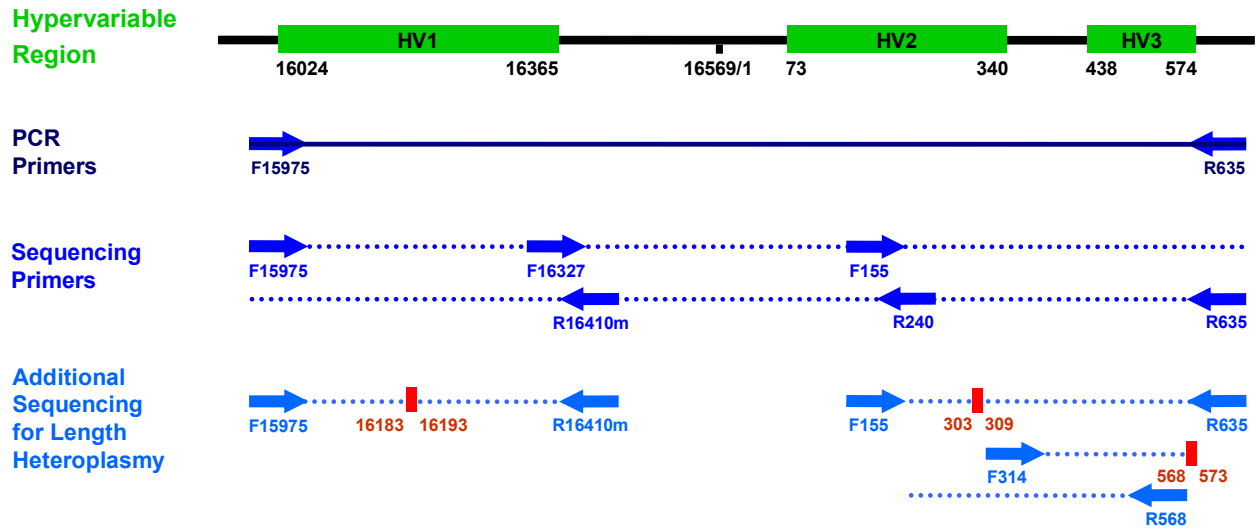 Hypervariable
Region
HV1
HV2
HV3
16024
16365
16569/1
73
340
438
574
PCR
Primers
F15975
R635
Sequencing
Primers
F15975
F16327
F155
R16410m
R240
R635
Additional
Sequencing
for Length
Heteroplasmy
F15975
16183
16193
R16410m
F155
303
309
R635
F314
568
573
R568